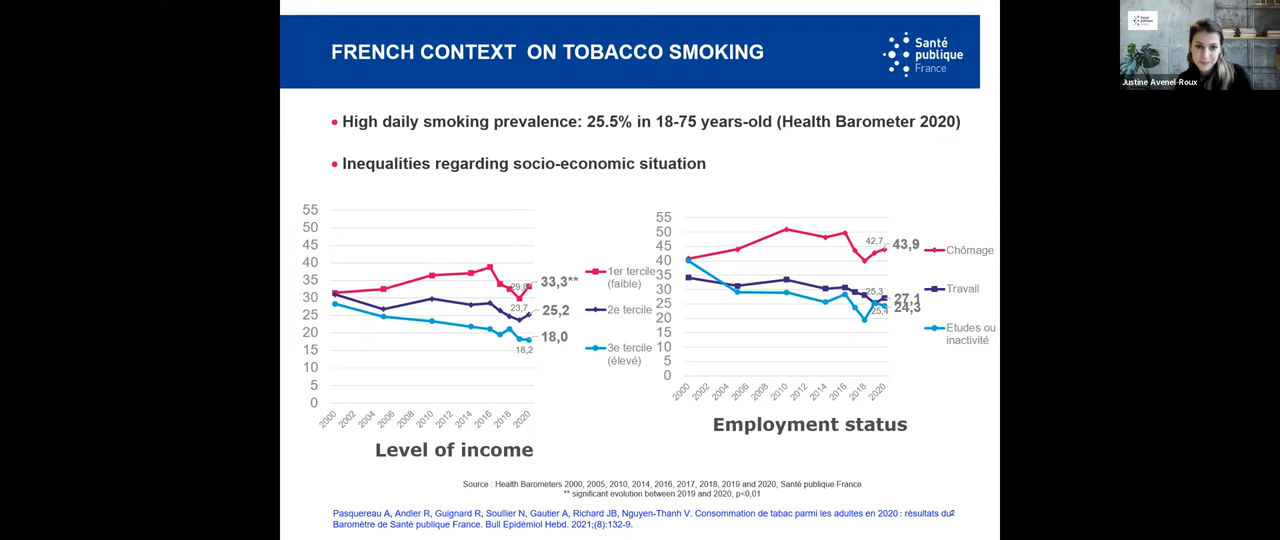 FRENCH CONTEXT ON TOBACCO SMOKING
Santé
publique
France
Santé
publique
Justine Avenel-Roux
• High daily smoking prevalence: 25.5% in 18-75 years-old (Health Barometer 2020)
• Inequalities regarding socio-economic situation
55
50
45
40
35
30
25
20
15
10
5
0
2000
2002
2004
2006
2008
2010
2012
2014
2016
2018
2020
23,7
18,2
33,3**
25,2
18,0
1er tercile
(faible)
2e tercile
3e tercile
(élevé)
Level of income
55
50
45
40
35
30
25
20
15
10
5
0
2000
2002
2004
2006
2008
2010
2012
2014
2016
2018
2020
42,7
25,3
25,4
43,9
27,1
24,3
Chômage
Travail
Etudes ou
inactivité
Employment status
Source : Health Barometers 2000, 2005, 2010, 2014, 2016, 2017, 2018, 2019 and 2020, Santé publique France
** significant evolution between 2019 and 2020, p<0,01
Pasquereau A, Andler R, Guignard R, Soullier N, Gautier A, Richard JB, Nguyen-Thanh V. Consommation de tabac parmi les adultes en 2020 : résultats du
Baromètre de Santé publique France. Bull Epidémiol Hebd. 2021;(8):132-9.
2